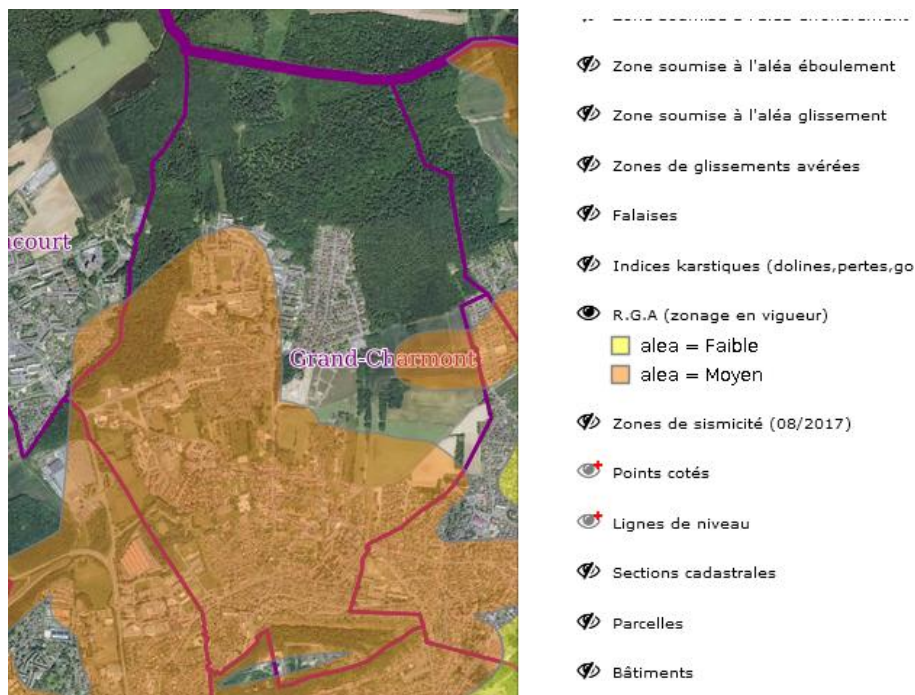 Zone soumise à l'aléa éboulement
Zone soumise à l'aléa glissement
Zones de glissements avérées
Falaises
Indices karstiques (dolines,pertes,go
R.G.A (zonage en vigueur)
alea = Faible
alea = Moyen
Zones de sismicité (08/2017)
Points cotés
Lignes de niveau
Sections cadastrales
Parcelles
Bâtiments
ncourt
Grand-Charmont